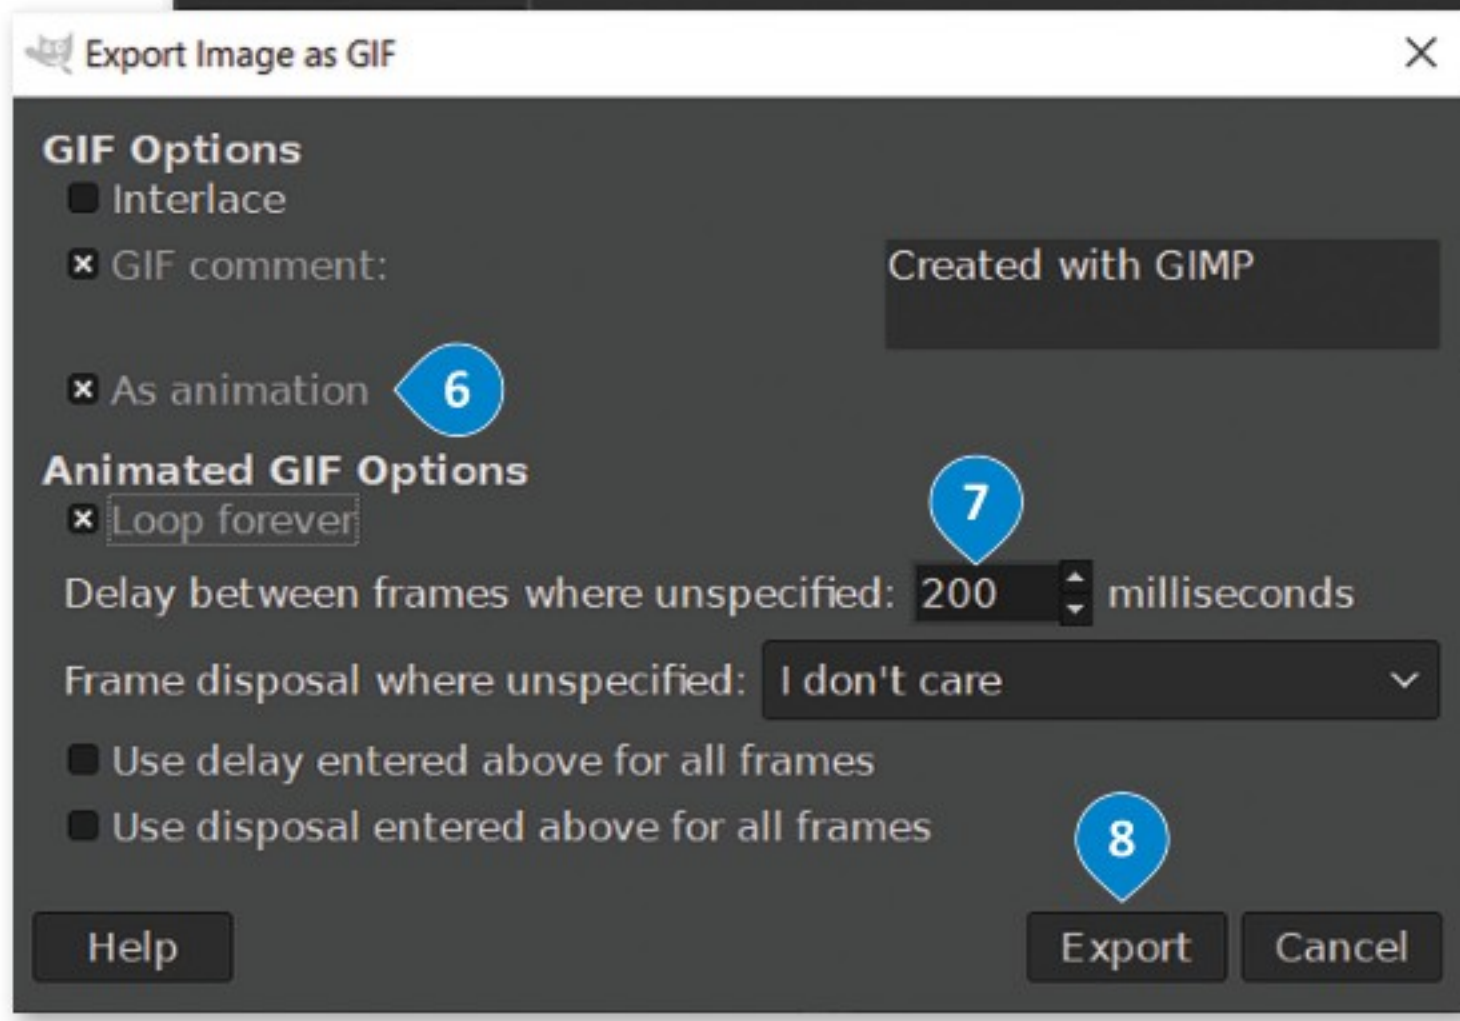 Export Image as GIF
GIF Options
Interlace
GIF comment:
Created with GIMP
As animation
6
Animated GIF Options
7
Loop forever
Delay between frames where unspecified: 200 milliseconds
Frame disposal where unspecified: I don't care
Use delay entered above for all frames
Use disposal entered above for all frames
8
Help
Export
Cancel